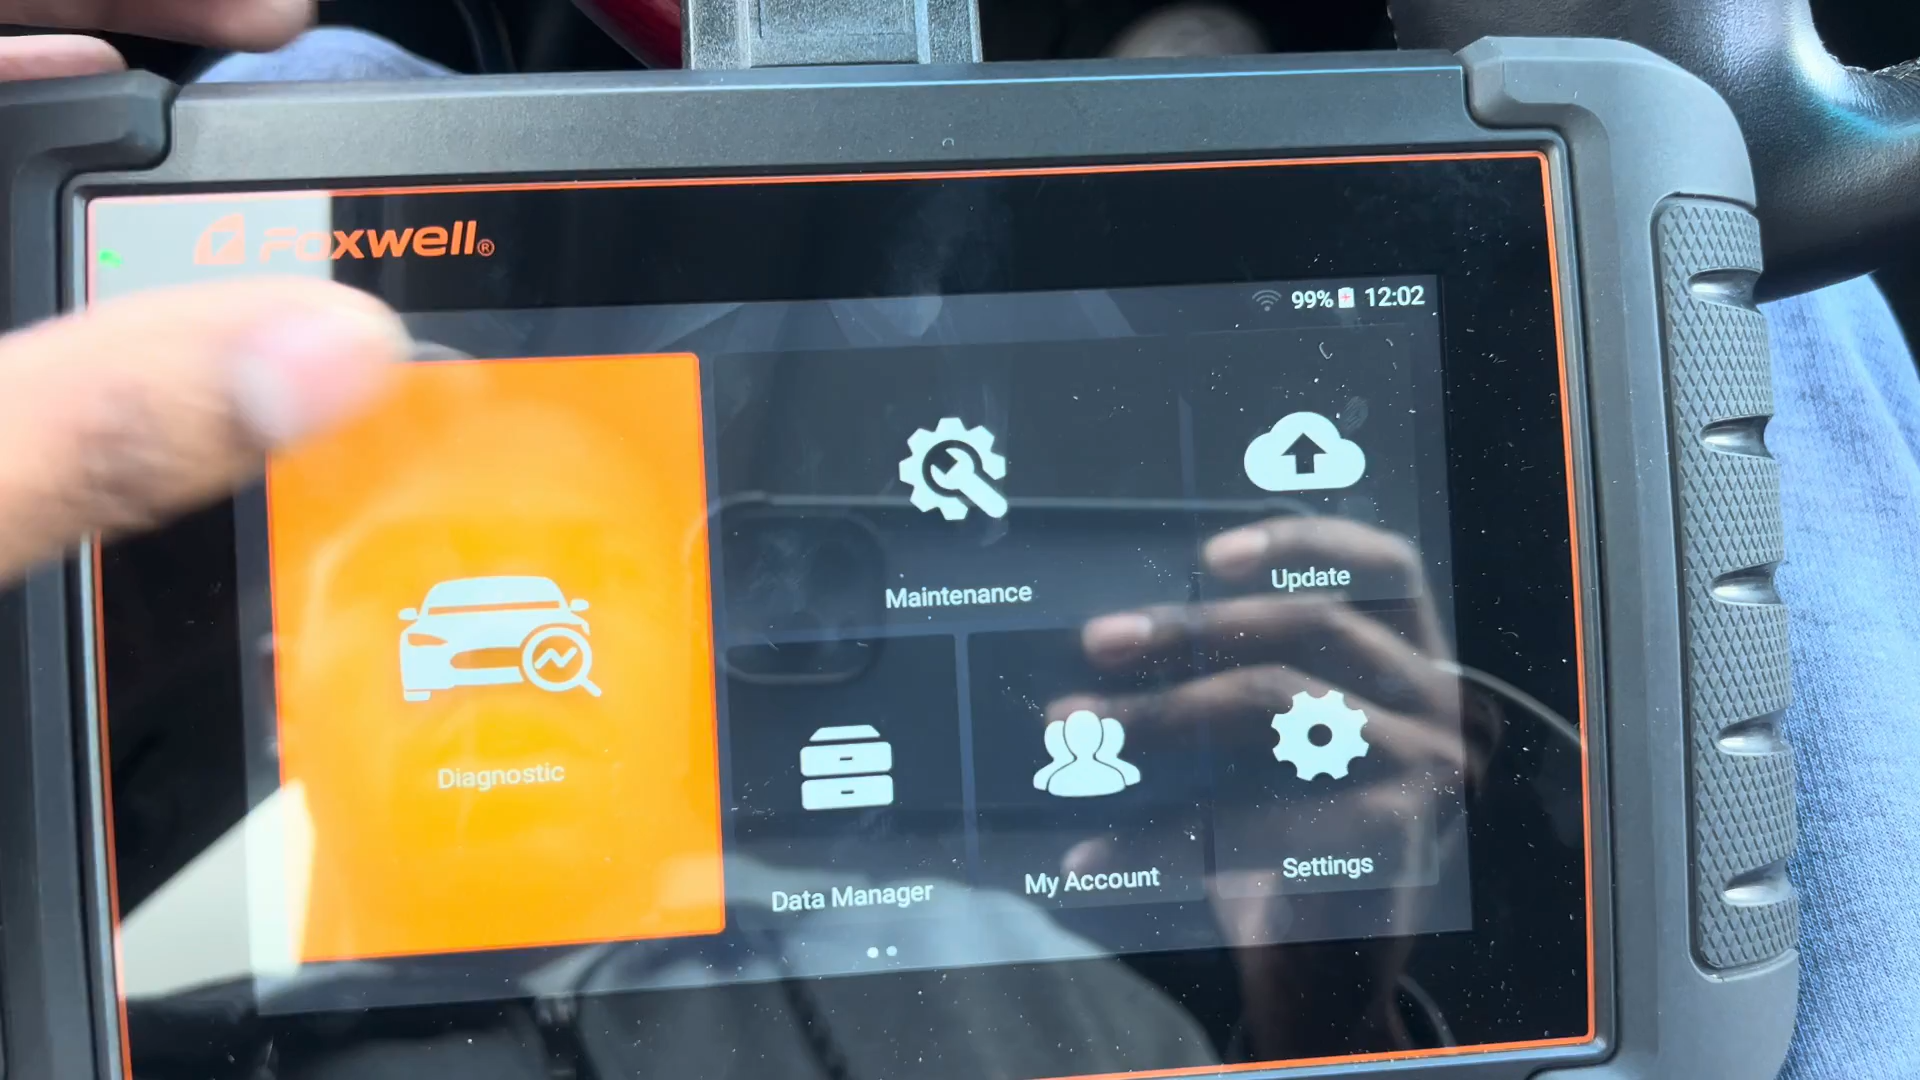 Foxwell®
99% 12:02
Maintenance
Update
Diagnostic
Data Manager
My Account
Settings